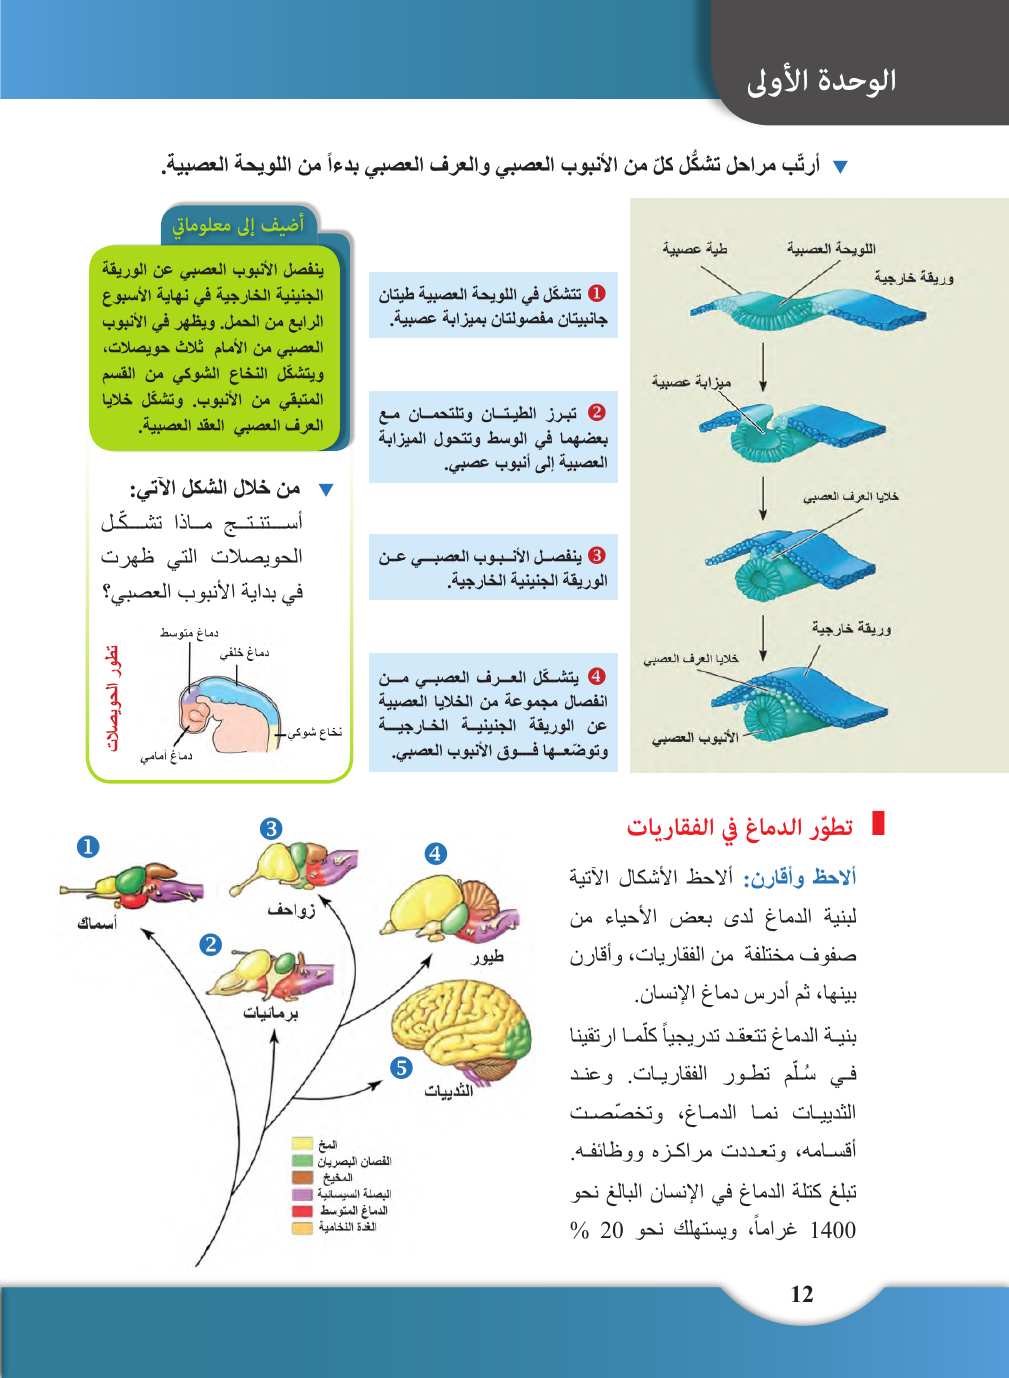 الوحدة الأولى
▼ أرتّب مراحل تشكُّل كلّ من الأنبوب العصبي والعرف العصبي بدءاً من اللويحة العصبية.
طية عصبية
اللويحة العصبية
وريقة خارجية
ميزابة عصبية
خلايا العرف العصبي
وريقة خارجية
خلايا العرف العصبي
الأنبوب العصبي
1 تتشكّل في اللويحة العصبية طيتان
جانبيتان مفصولتان بميزابة عصبية.
2 تبرز الطيتان وتلتحمان مع
بعضهما في الوسط وتتحول الميزابة
العصبية إلى أنبوب عصبي.
3 ينفصل الأنبوب العصبي عن
الوريقة الجنينية الخارجية.
4 يتشكّل العرف العصبي من
انفصال مجموعة من الخلايا العصبية
عن الوريقة الجنينية الخارجية
وتوضّعها فوق الأنبوب العصبي.
أضيف إلى معلوماتي
ينفصل الأنبوب العصبي عن الوريقة
الجنينية الخارجية في نهاية الأسبوع
الرابع من الحمل. ويظهر في الأنبوب
العصبي من الأمام ثلاث حويصلات،
ويتشكّل النخاع الشوكي من القسم
المتبقي من الأنبوب. وتشكّل خلايا
العرف العصبي العقد العصبية.
▼ من خلال الشكل الآتي:
أستنتج ماذا تشكّل
الحويصلات التي ظهرت
في بداية الأنبوب العصبي؟
دماغ متوسط
دماغ خلفي
نخاع شوكي
دماغ أمامي
تطور الحويصلات
تطوّر الدماغ في الفقاريات
ألاحظ وأقارن: ألاحظ الأشكال الآتية
لبنية الدماغ لدى بعض الأحياء من
صفوف مختلفة من الفقاريات، وأقارن
بينها، ثم أدرس دماغ الإنسان.
بنية الدماغ تتعقد تدريجياً كلّما ارتقينا
في سُلّم تطور الفقاريات. وعند
الثدييات نما الدماغ، وتخصّصت
أقسامه، وتعددت مراكزه ووظائفه.
تبلغ كتلة الدماغ في الإنسان البالغ نحو
1400 غراماً، ويستهلك نحو 20 %
1
أسماك
2
برمائيات
3
زواحف
4
طيور
5
الثدييات
المخ
الفصان البصريان
المخيخ
البصلة السيسائية
الدماغ المتوسط
الغدة النخامية
12